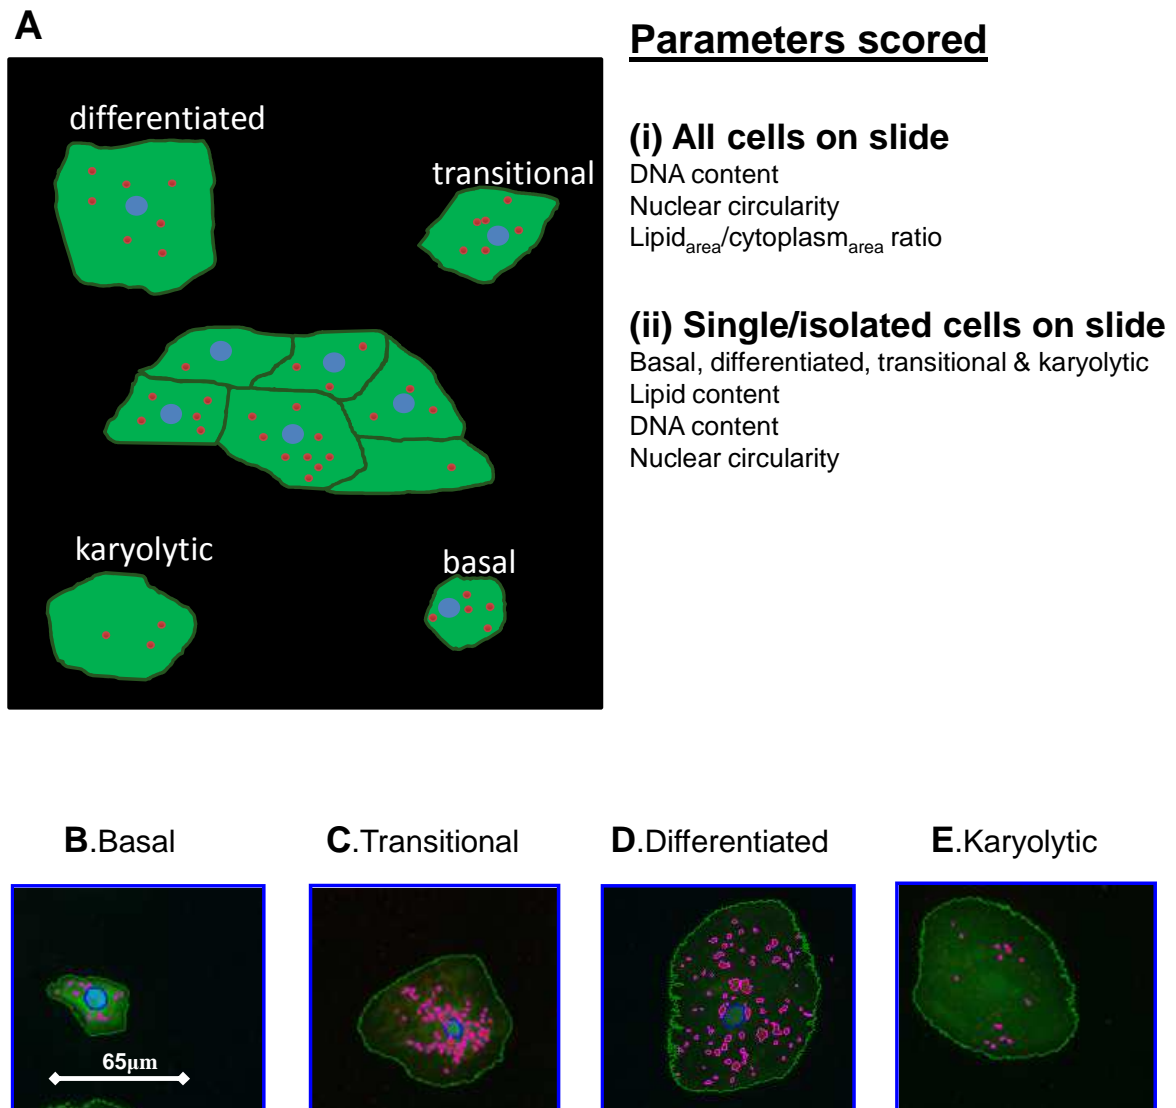 A
Parameters scored
differentiated
transitional
karyolytic
basal
(i) All cells on slide
DNA content
Nuclear circularity
Lipidarea/cytoplasmarea ratio
(ii) Single/isolated cells on slide
Basal, differentiated, transitional & karyolytic
Lipid content
DNA content
Nuclear circularity
B.Basal
C.Transitional
D.Differentiated
E.Karyolytic
65µm